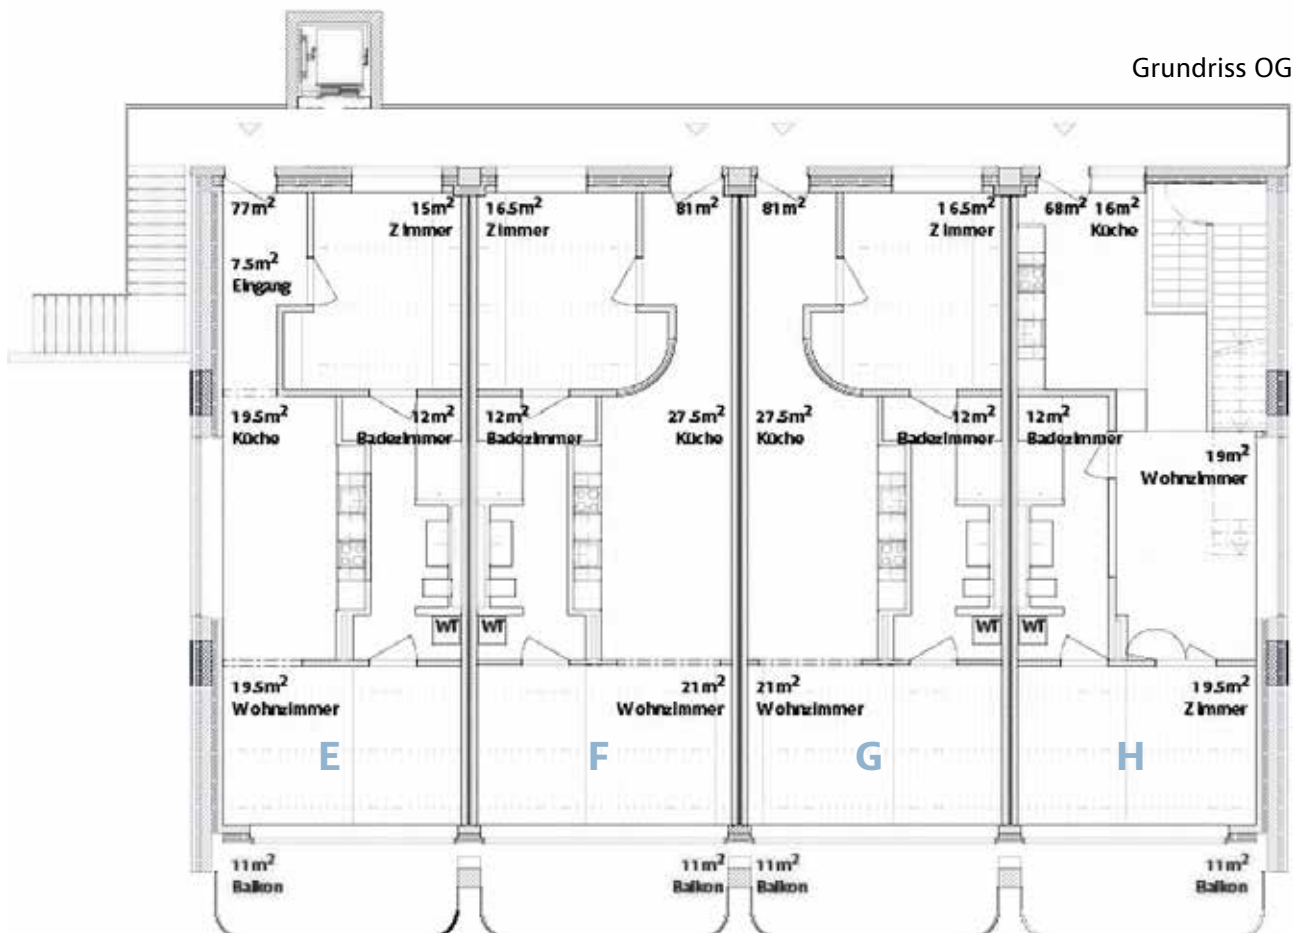 Grundriss OG
77m² 15m² 16.5m² 81m² 81m² 16.5m² 68m² 16m²
Zimmer Zimmer Zimmer Küche
7.5m²
Eingang
19.5m² 12m² 12m² 27.5m² 27.5m² 12m² 12m²
Küche Badezimmer Badezimmer Küche Küche Badezimmer Badezimmer
19m²
Wohnzimmer
WT WT WT WT
19.5m² 21m² 21m² 19.5m²
Wohnzimmer Wohnzimmer Wohnzimmer Zimmer
E F G H
11m² 11m² 11m² 11m²
Balkon Balkon Balkon Balkon